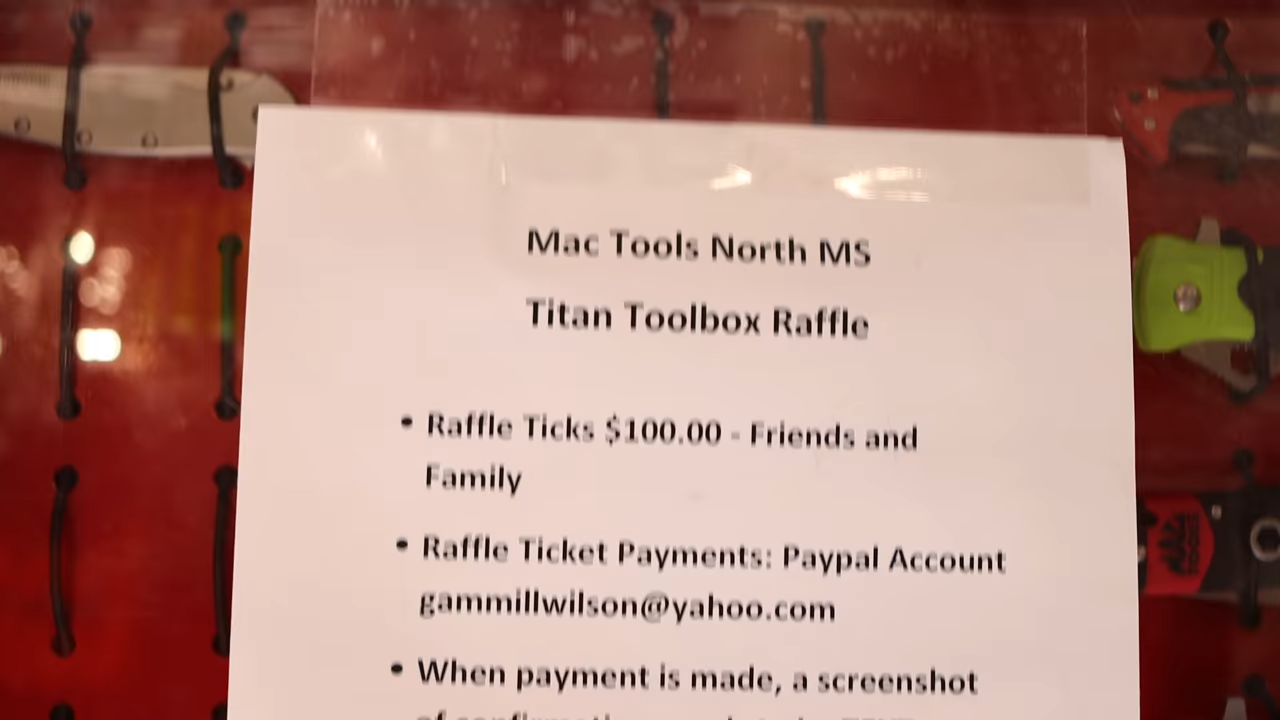 Mac Tools North MS
Titan Toolbox Raffle
• Raffle Ticks $100.00 - Friends and
Family
• Raffle Ticket Payments: Paypal Account
gammillwilson@yahoo.com
• When payment is made, a screenshot